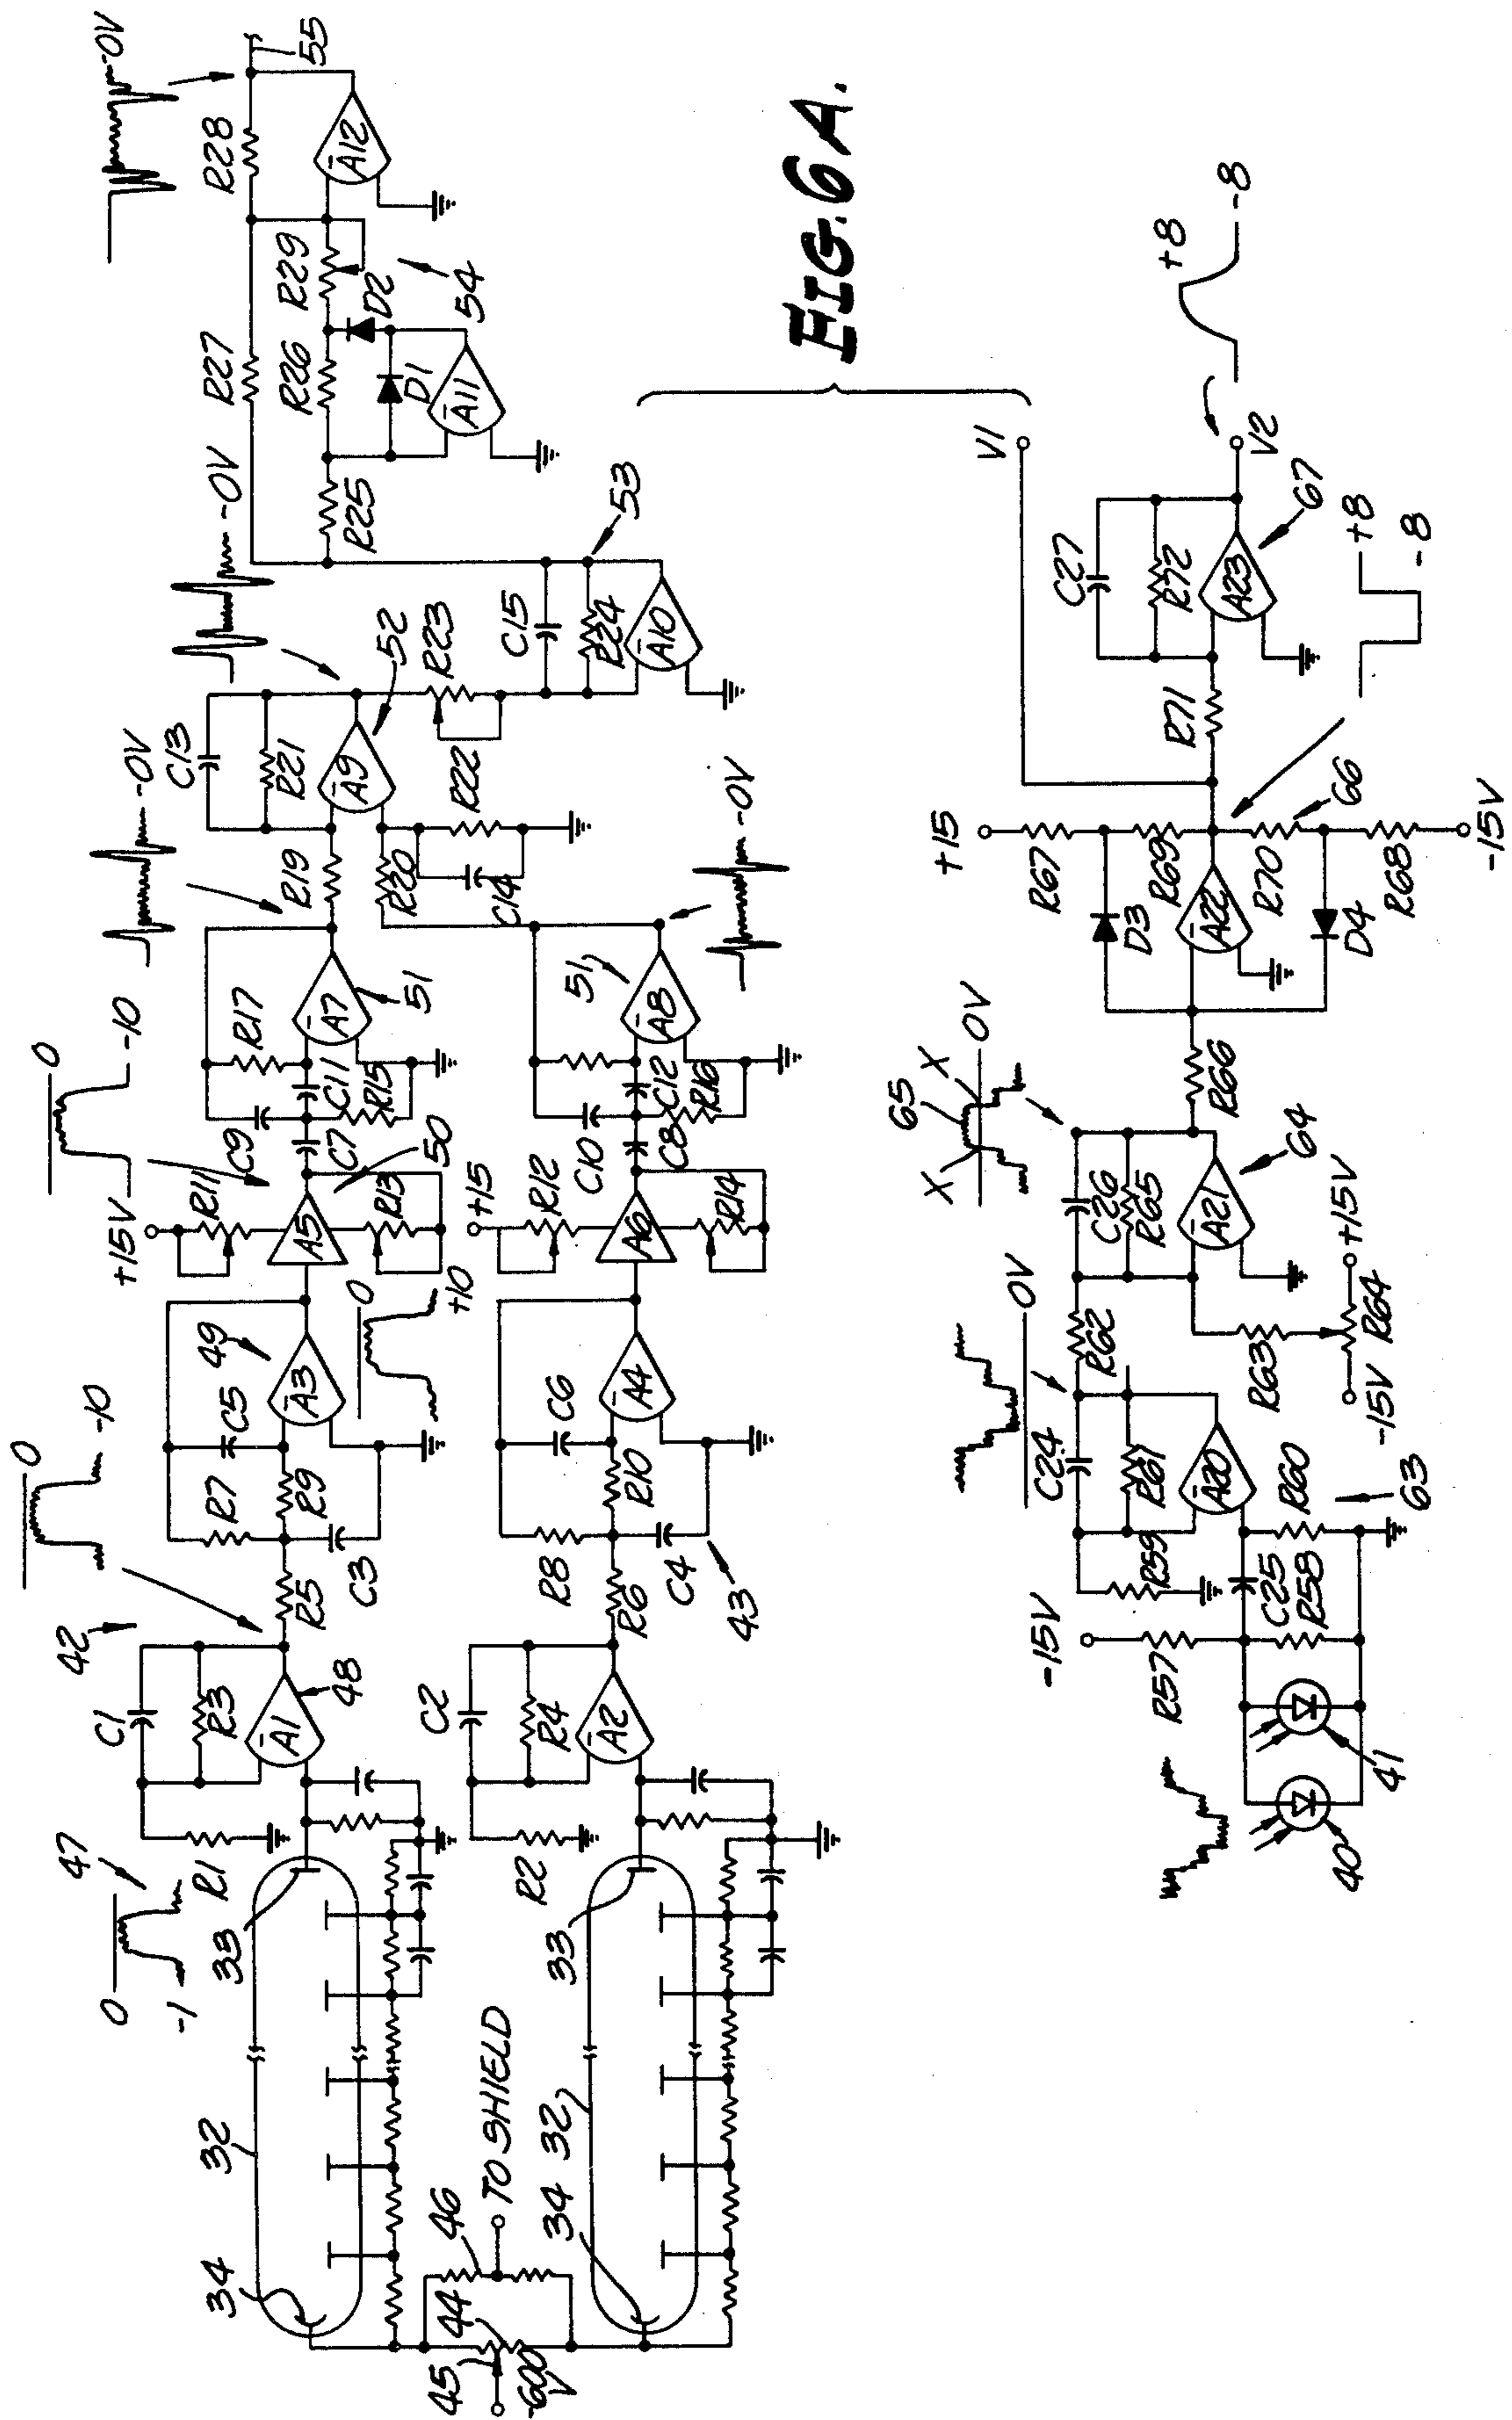 FIG. 6A.
0
-1
47
R1
C1
R3
A1
48
42
0
-10
R5
R7
C5
R9
C3
A3
49
0
+10
+15V
R11
A5
R13
50
0
-10
C9
C7
C11
R15
R17
A7
51
-0V
R19
C13
R21
A9
52
R20
R22
C14
-0V
R23
C15
R24
A10
53
R25
R26
R27
R28
R29
D1
D2
A11
54
A12
-0V
55
34
32
33
45
44
46
-600
V
TO SHIELD
34
32
33
R2
C2
R4
A2
R6
R8
C4
43
C6
R10
A4
+15
R12
A6
R14
C10
C8
C12
R16
A8
51
-0V
40
41
-15V
R57
R58
C25
R60
63
R59
A20
R61
C24
0V
R62
R63
-15V
R64
+15V
A21
C26
R65
64
65
X
X
0V
R66
D3
D4
A22
+15
R67
R69
R70
66
R68
-15V
R71
A23
R72
C27
67
V1
V2
+8
-8
+8
-8